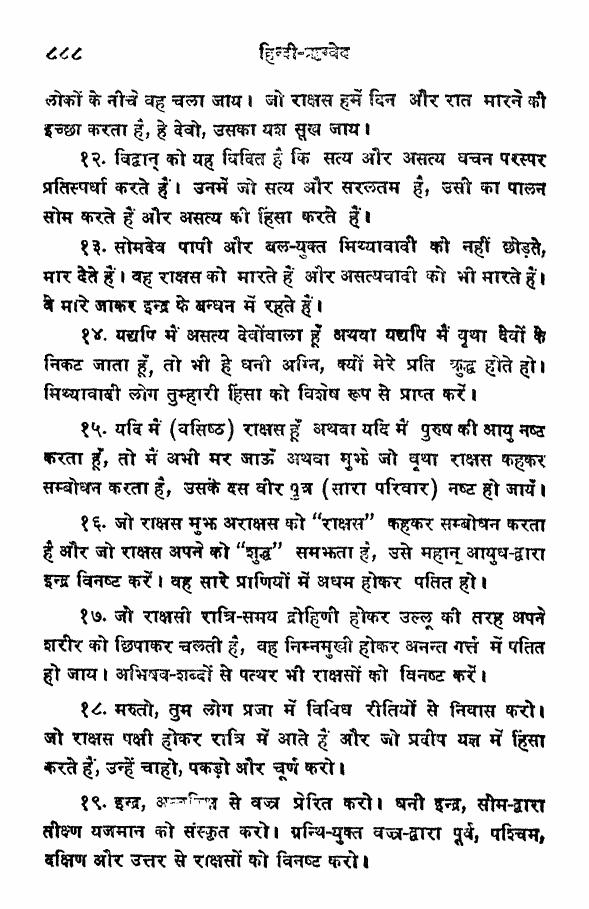 ८८८ हिन्दी-ऋग्वेद
लोकों के नीचे वह चला जाय। जो राक्षस हमें दिन और रात मारने की
इच्छा करता है, हे देवो, उसका यश सूख जाय।
१२. विद्वान् को यह विदित है कि सत्य और असत्य वचन परस्पर
प्रतिस्पर्धा करते हैं। उनमें जो सत्य और सरलतम है, उसी का पालन
सोम करते हैं और असत्य की हिंसा करते हैं।
१३. सोमदेव पापी और बल-युक्त मिथ्यावादी को नहीं छोड़ते,
मार देते हैं। वह राक्षस को मारते हैं और असत्यवादी को भी मारते हैं।
वे मारे जाकर इन्द्र के बन्धन में रहते हैं।
१४. यद्यपि मैं असत्य देवोंवाला हूँ अथवा यद्यपि मैं वृथा देवों के
निकट जाता हूँ, तो भी हे धनी अग्नि, क्यों मेरे प्रति क्रुद्ध होते हो।
मिथ्यावादी लोग तुम्हारी हिंसा को विशेष रूप से प्राप्त करें।
१५. यदि मैं (वसिष्ठ) राक्षस हूँ अथवा यदि मैं पुरुष की आयु नष्ट
करता हूँ, तो मैं अभी मर जाऊँ अथवा मुझे जो वृथा राक्षस कहकर
सम्बोधन करता है, उसके दस वीर पुत्र (सारा परिवार) नष्ट हो जायँ।
१६. जो राक्षस मुझ अराक्षस को "राक्षस" कहकर सम्बोधन करता
है और जो राक्षस अपने को "शुद्ध" समझता है, उसे महान् आयुध-द्वारा
इन्द्र विनष्ट करें। वह सारे प्राणियों में अधम होकर पतित हो।
१७. जो राक्षसी रात्रि-समय द्रोहिणी होकर उल्लू की तरह अपने
शरीर को छिपाकर चलती है, वह निम्नमुखी होकर अनन्त गर्त्त में पतित
हो जाय। अभिषव-शब्दों से पत्थर भी राक्षसों को विनष्ट करें।
१८. मरुतो, तुम लोग प्रजा में विविध रीतियों से निवास करो।
जो राक्षस पक्षी होकर रात्रि में आते हैं और जो प्रदीप यज्ञ में हिंसा
करते हैं, उन्हें चाहो, पकड़ो और चूर्ण करो।
१९. इन्द्र, से वज्र प्रेरित करो। धनी इन्द्र, सोम-द्वारा
तीक्ष्ण यजमान को संस्कृत करो। ग्रन्थि-युक्त वज्र-द्वारा पूर्व, पश्चिम,
दक्षिण और उत्तर से राक्षसों को विनष्ट करो।